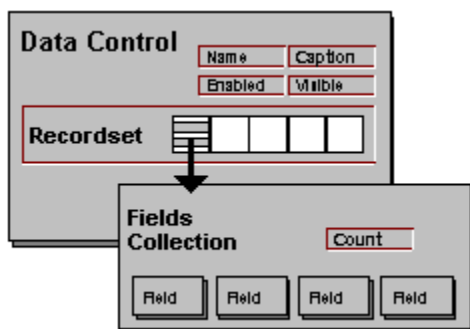 Data Control
Name Caption
Enabled Visible
Recordset
Fields
Collection
Count
Field Field Field Field